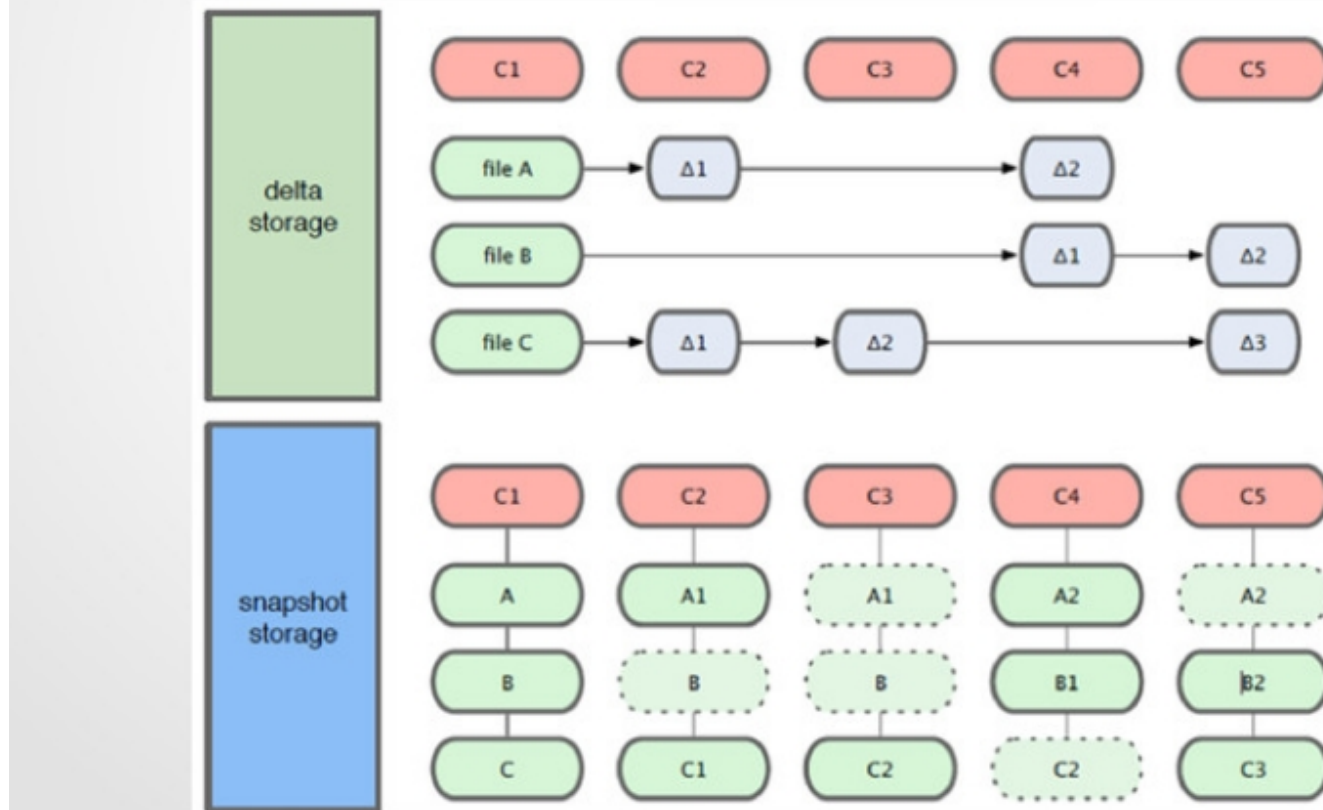 delta
storage
C1 C2 C3 C4 C5
file A Δ1 Δ2
file B Δ1 Δ2
file C Δ1 Δ2 Δ3
snapshot
storage
C1 C2 C3 C4 C5
A A1 A1 A2 A2
B B B B1 B2
C C1 C2 C2 C3